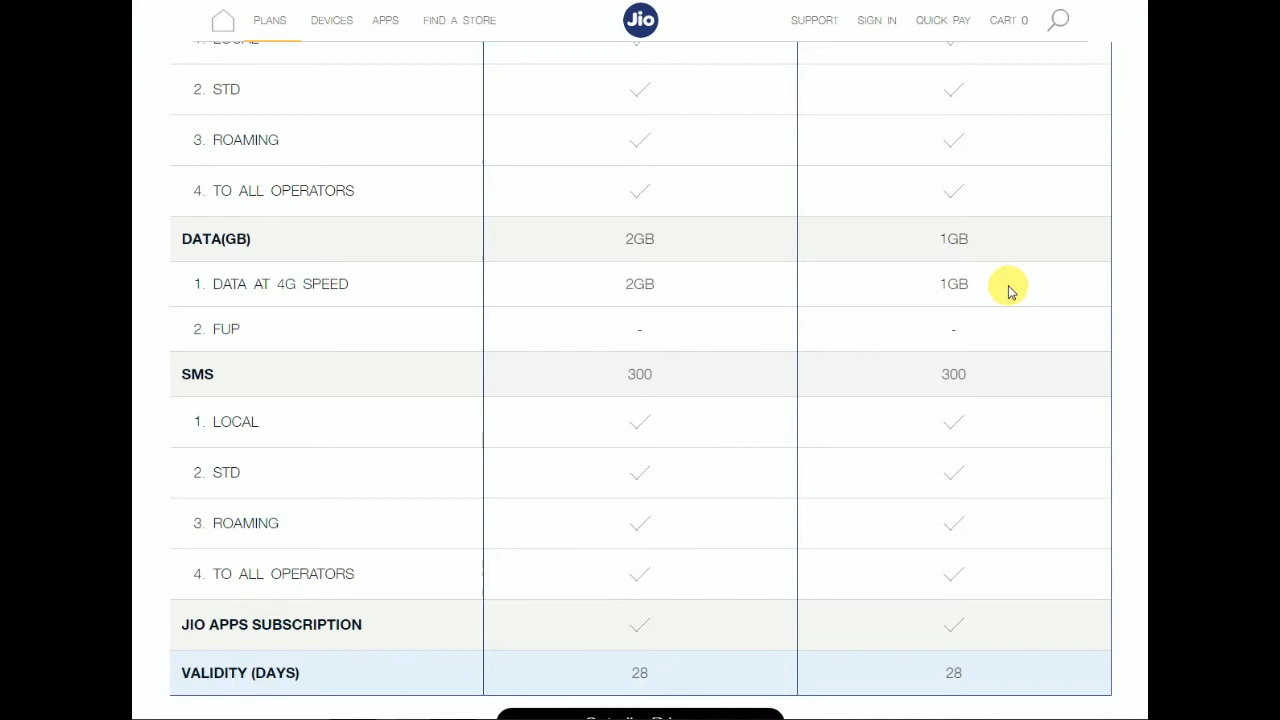 PLANS DEVICES APPS FIND A STORE Jio SUPPORT SIGN IN QUICK PAY CART 0
1. LOCAL
2. STD
3. ROAMING
4. TO ALL OPERATORS
DATA(GB) 2GB 1GB
1. DATA AT 4G SPEED 2GB 1GB
2. FUP - -
SMS 300 300
1. LOCAL
2. STD
3. ROAMING
4. TO ALL OPERATORS
JIO APPS SUBSCRIPTION
VALIDITY (DAYS) 28 28